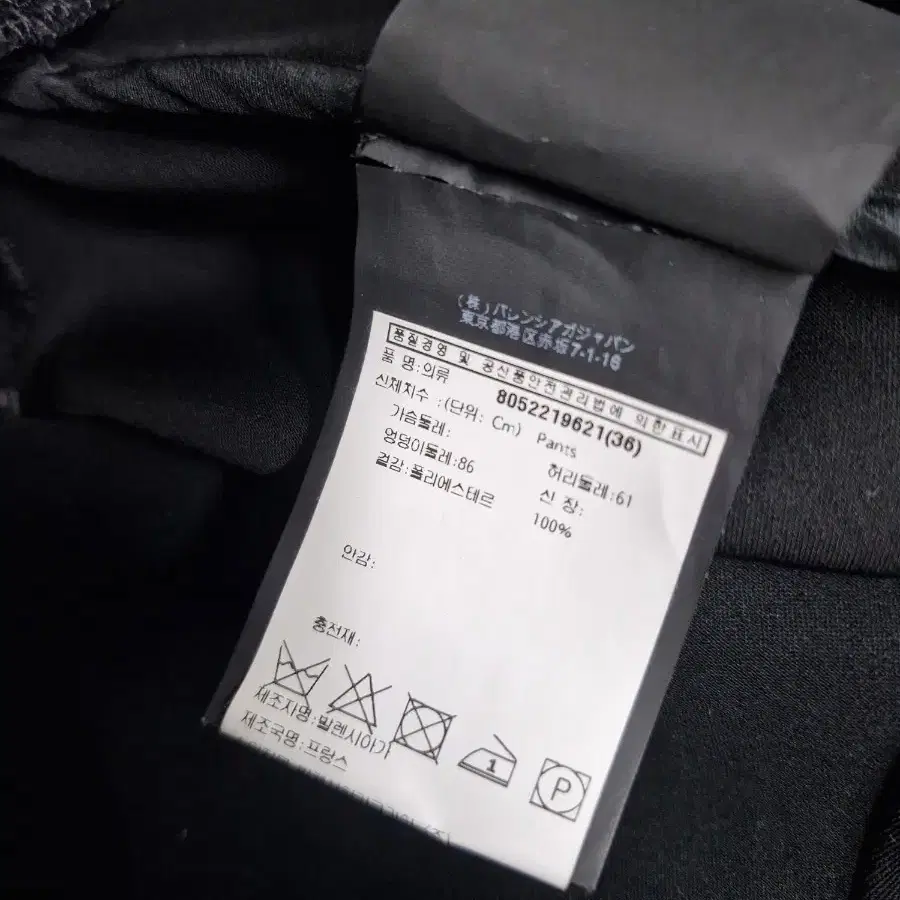 (株)バレンシアガジャパン
東京都港区赤坂7-1-16
품질경영 및 공산품안전관리법에 의한 표시
품 명:의류 8052219621(36)
신체치수 :(단위: Cm) Pants
가슴둘레: 허리둘레:61
엉덩이둘레:86 신 장:
겉감:폴리에스테르 100%
안감:
충전재:
1 P
제조자명:발렌시아가
제조국명:프랑스